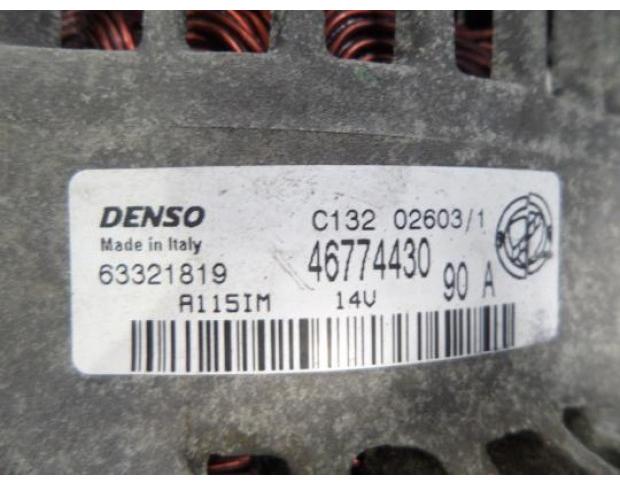 DENSO C132 02603/1
Made in Italy
63321819 46774430 90 A
A115IM 14V